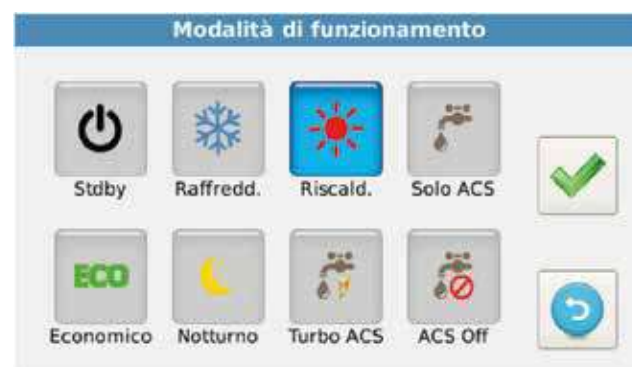 Modalità di funzionamento
Stdby Raffredd. Riscald. Solo ACS
ECO
Economico Notturno Turbo ACS ACS Off